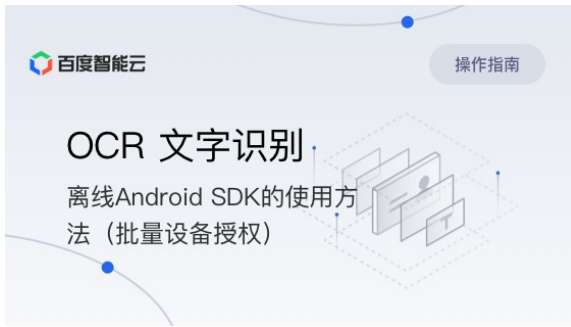 百度智能云
操作指南
OCR 文字识别
离线Android SDK的使用方
法（批量设备授权）
T